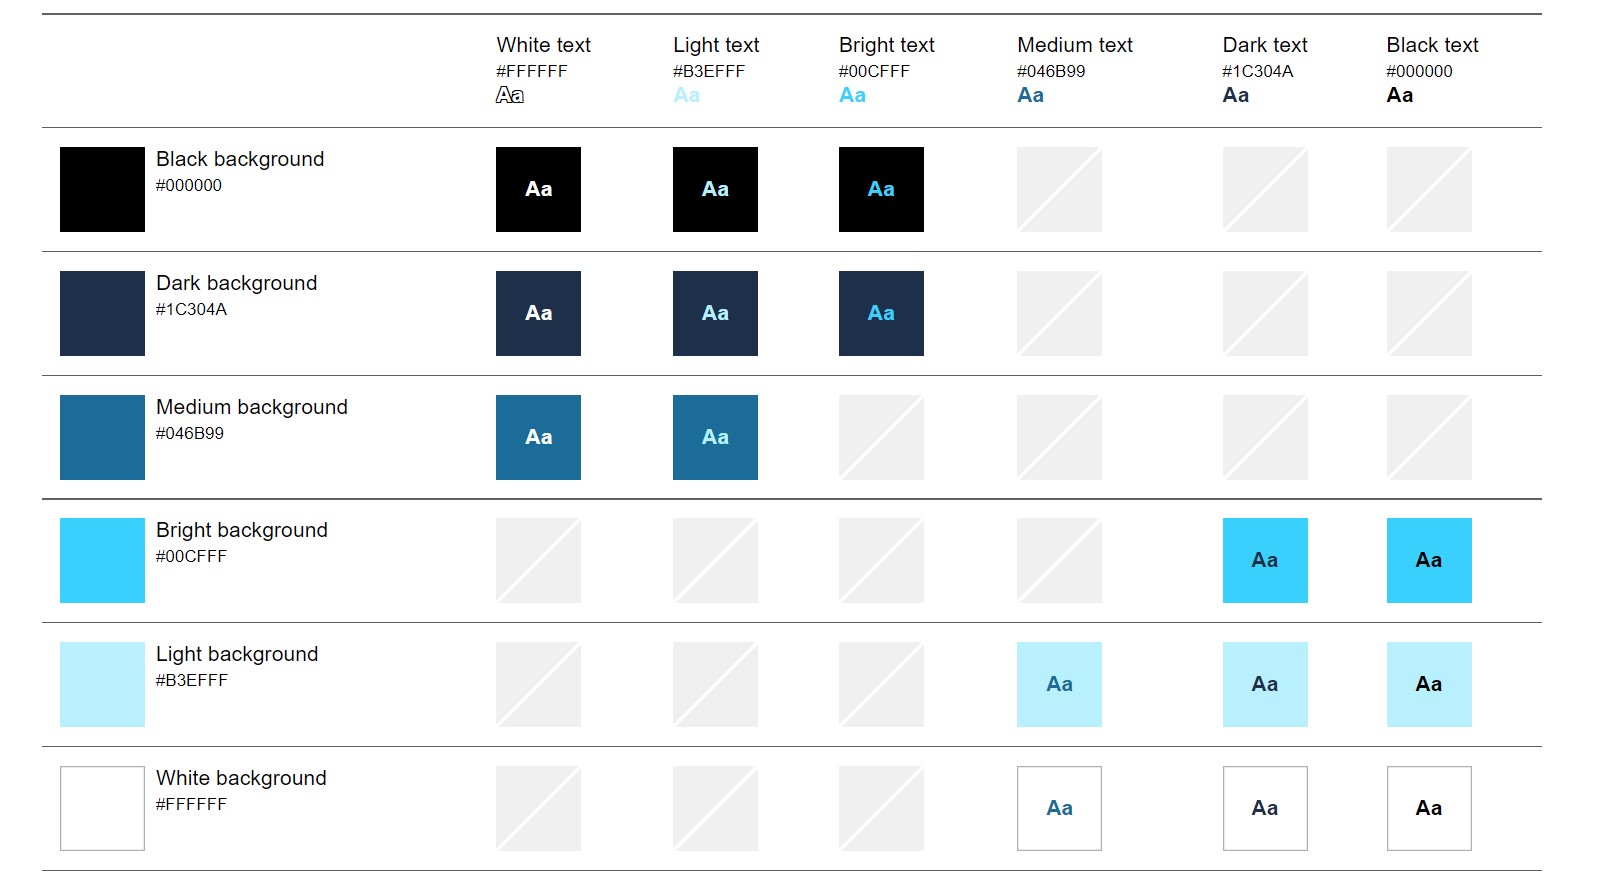 White text
#FFFFFF
Aa
Light text
#B3EFFF
Aa
Bright text
#00CFFF
Aa
Medium text
#046B99
Aa
Dark text
#1C304A
Aa
Black text
#000000
Aa
Black background
#000000
Aa
Aa
Aa
Dark background
#1C304A
Aa
Aa
Aa
Medium background
#046B99
Aa
Aa
Bright background
#00CFFF
Aa
Aa
Light background
#B3EFFF
Aa
Aa
Aa
White background
#FFFFFF
Aa
Aa
Aa